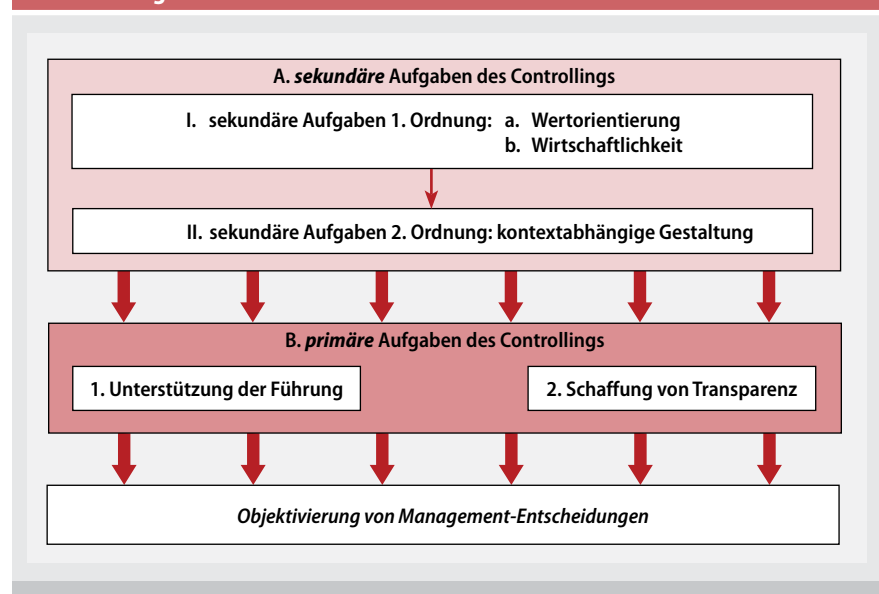 A. sekundäre Aufgaben des Controllings
I. sekundäre Aufgaben 1. Ordnung: a. Wertorientierung
b. Wirtschaftlichkeit
II. sekundäre Aufgaben 2. Ordnung: kontextabhängige Gestaltung
B. primäre Aufgaben des Controllings
1. Unterstützung der Führung
2. Schaffung von Transparenz
Objektivierung von Management-Entscheidungen